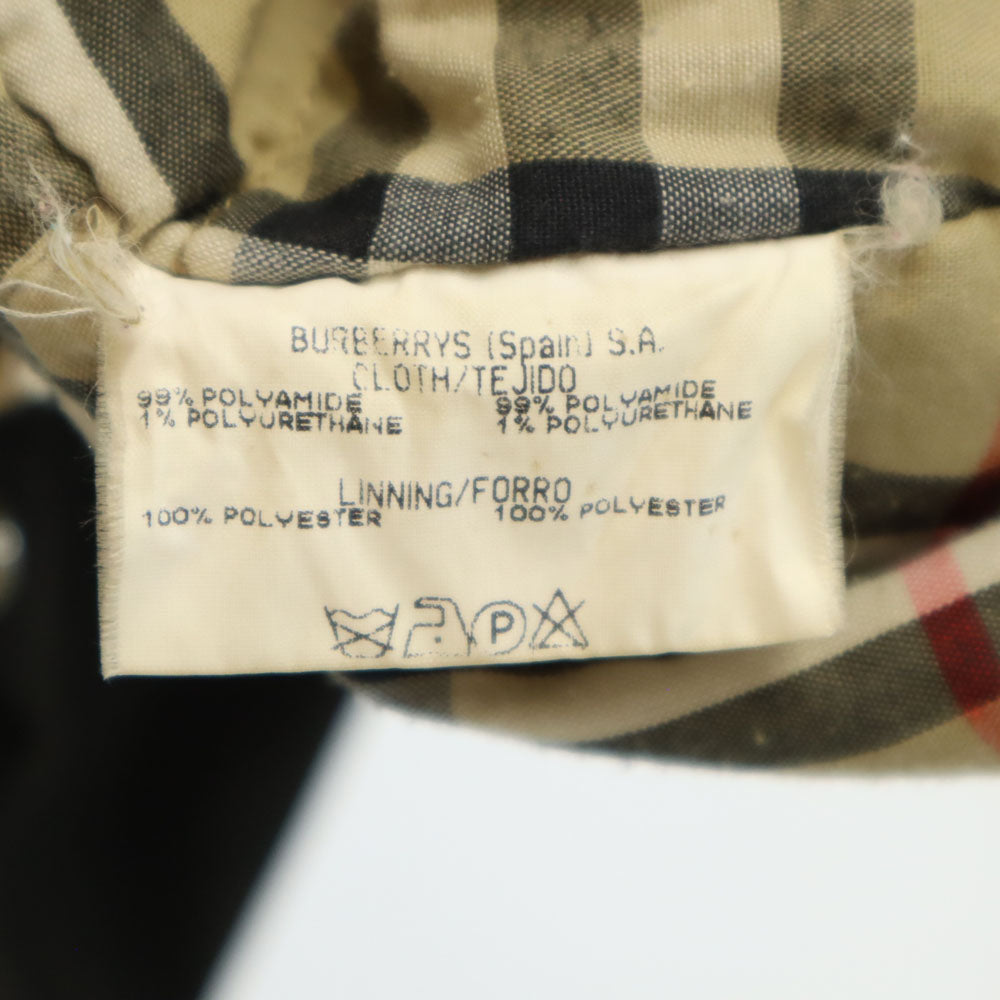 BURBERRYS (Spain) S.A.
CLOTH/TEJIDO
99% POLYAMIDE 99% POLYAMIDE
1% POLYURETHANE 1% POLYURETHANE
LINNING/FORRO
100% POLYESTER 100% POLYESTER
P